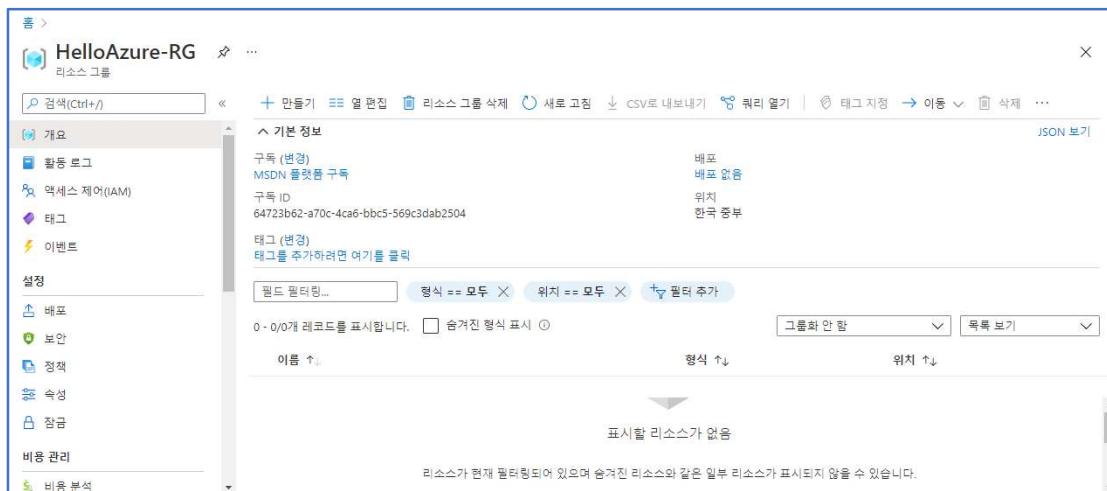 홈 >
HelloAzure-RG ...
리소스 그룹
검색(Ctrl+/)
«
개요
활동 로그
액세스 제어(IAM)
태그
이벤트
설정
배포
보안
정책
속성
잠금
비용 관리
비용 분석
만들기 열 편집 리소스 그룹 삭제 새로 고침 CSV로 내보내기 쿼리 열기 태그 지정 이동 삭제 ...
기본 정보 JSON 보기
구독 (변경) 배포
MSDN 플랫폼 구독 배포 없음
구독 ID 위치
64723b62-a70c-4ca6-bbc5-569c3dab2504 한국 중부
태그 (변경)
태그를 추가하려면 여기를 클릭
필드 필터링... 형식 == 모두 위치 == 모두 필터 추가
0 - 0/0개 레코드를 표시합니다. 숨겨진 형식 표시 그룹화 안 함 목록 보기
이름 ↑↓ 형식 ↑↓ 위치 ↑↓
표시할 리소스가 없음
리소스가 현재 필터링되어 있으며 숨겨진 리소스와 같은 일부 리소스가 표시되지 않을 수 있습니다.